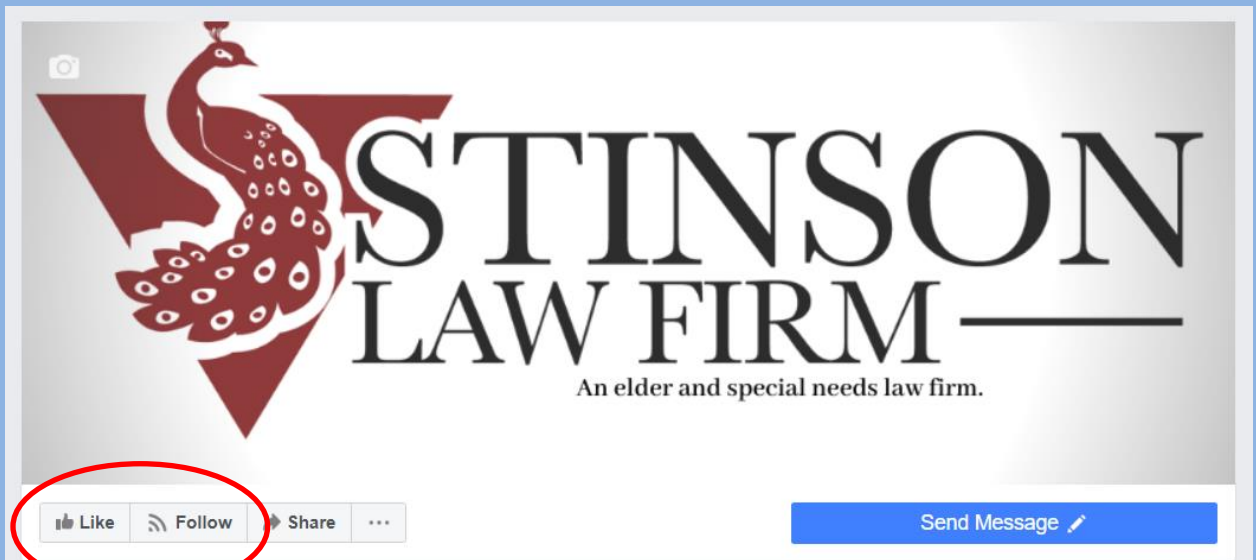 STINSON
LAW FIRM
An elder and special needs law firm.
Like Follow Share ... Send Message